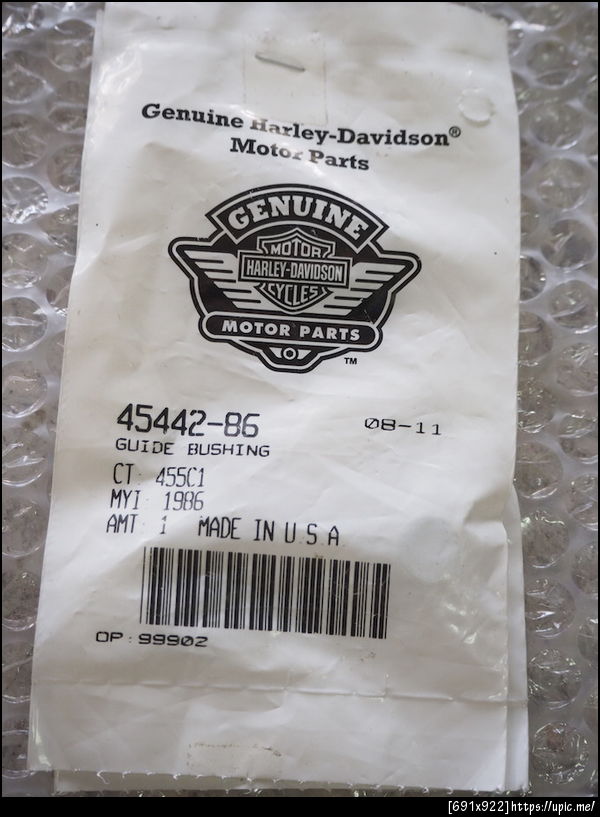 Genuine Harley-Davidson®
Motor Parts
GENUINE
MOTOR
HARLEY-DAVIDSON
CYCLES
MOTOR PARTS
TM
45442-86 08-11
GUIDE BUSHING
CT: 455C1
MYI: 1986
AMT: 1 MADE IN U.S.A.
OP:99902
[691x922]https://upic.me/